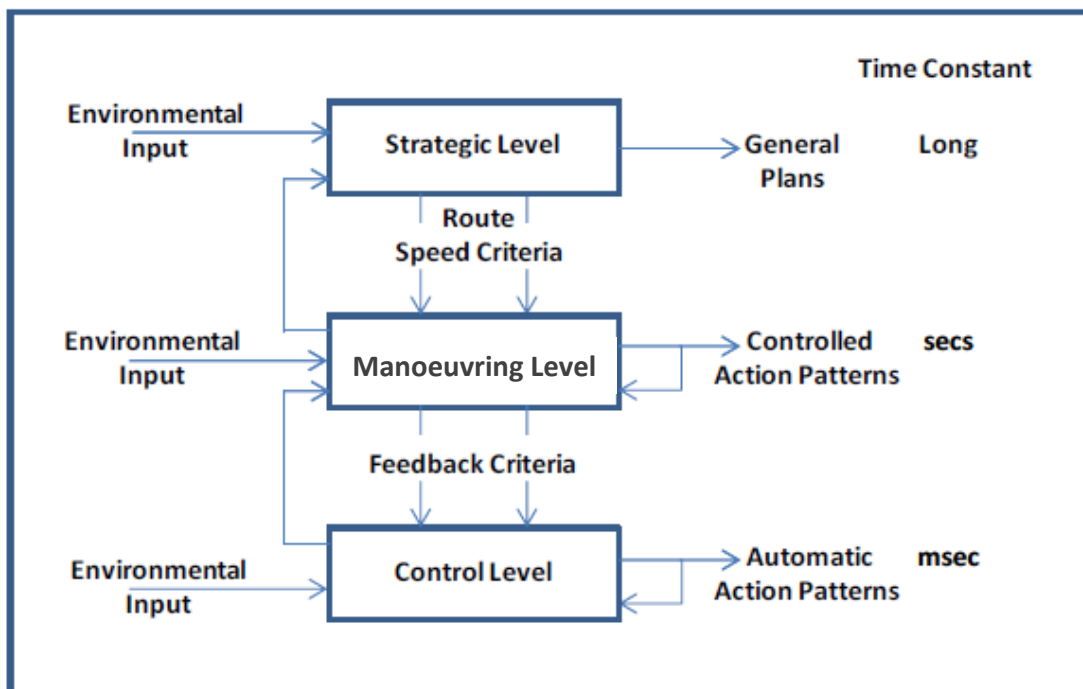 Time Constant
Environmental
Input
Strategic Level
General Long
Plans
Route
Speed Criteria
Environmental
Input
Manoeuvring Level
Controlled secs
Action Patterns
Feedback Criteria
Environmental
Input
Control Level
Automatic msec
Action Patterns